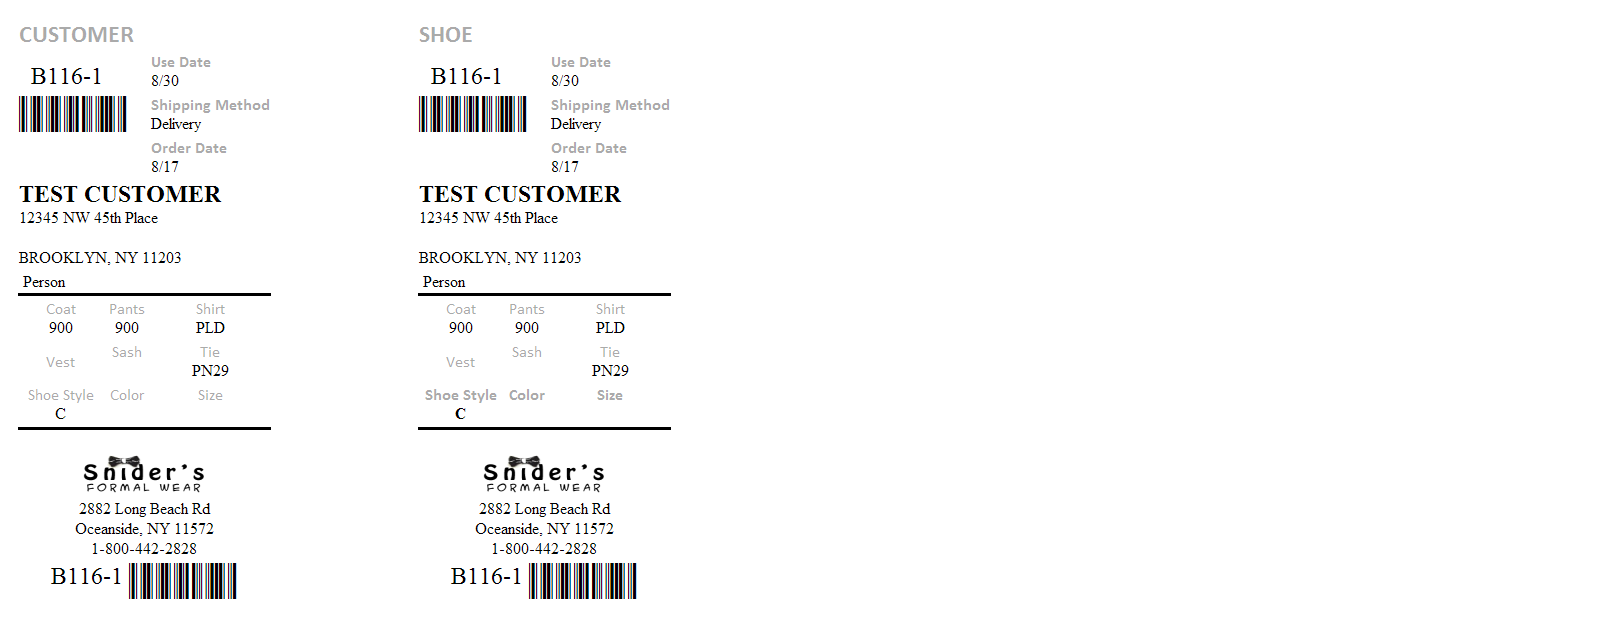 CUSTOMER
B116-1
Use Date
8/30
Shipping Method
Delivery
Order Date
8/17
TEST CUSTOMER
12345 NW 45th Place
BROOKLYN, NY 11203
Person
Coat Pants Shirt
900 900 PLD
Vest Sash Tie
PN29
Shoe Style Color Size
C
Snider's
FORMAL WEAR
2882 Long Beach Rd
Oceanside, NY 11572
1-800-442-2828
B116-1
SHOE
B116-1
Use Date
8/30
Shipping Method
Delivery
Order Date
8/17
TEST CUSTOMER
12345 NW 45th Place
BROOKLYN, NY 11203
Person
Coat Pants Shirt
900 900 PLD
Vest Sash Tie
PN29
Shoe Style Color Size
C
Snider's
FORMAL WEAR
2882 Long Beach Rd
Oceanside, NY 11572
1-800-442-2828
B116-1